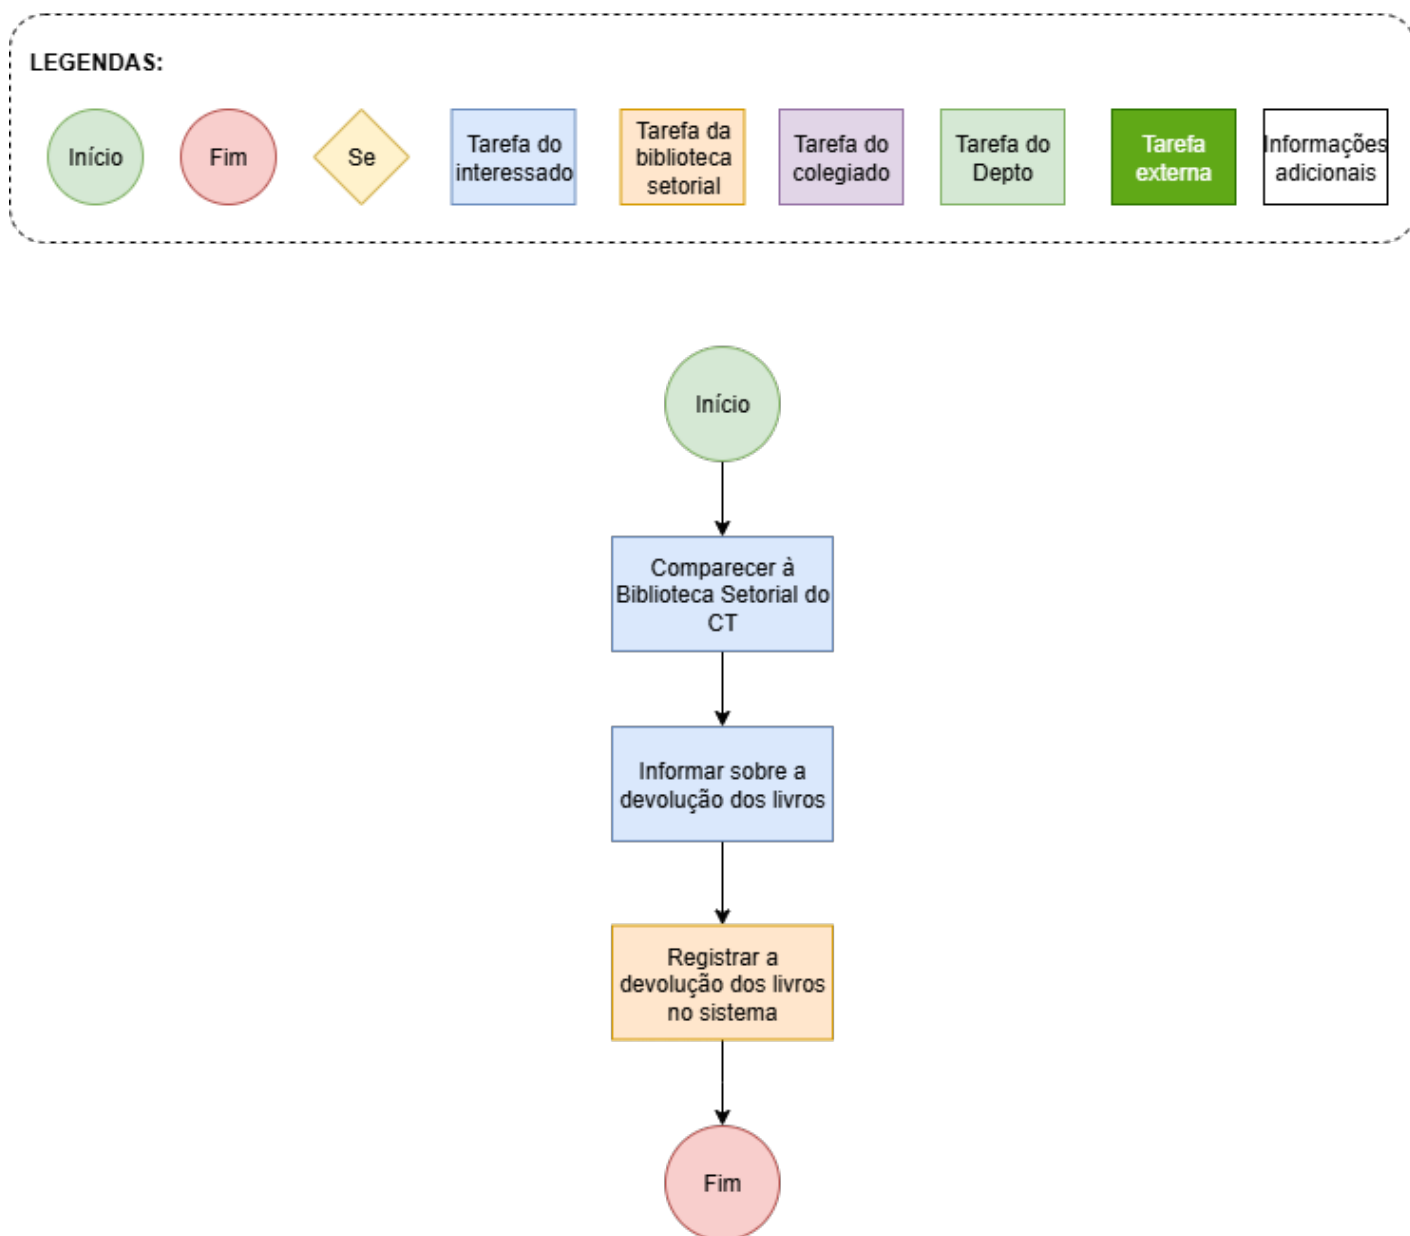 LEGENDAS:
Início
Fim
Se
Tarefa do
interessado
Tarefa da
biblioteca
setorial
Tarefa do
colegiado
Tarefa do
Depto
Tarefa
externa
Informações
adicionais
Início
Comparecer à
Biblioteca Setorial do
CT
Informar sobre a
devolução dos livros
Registrar a
devolução dos livros
no sistema
Fim